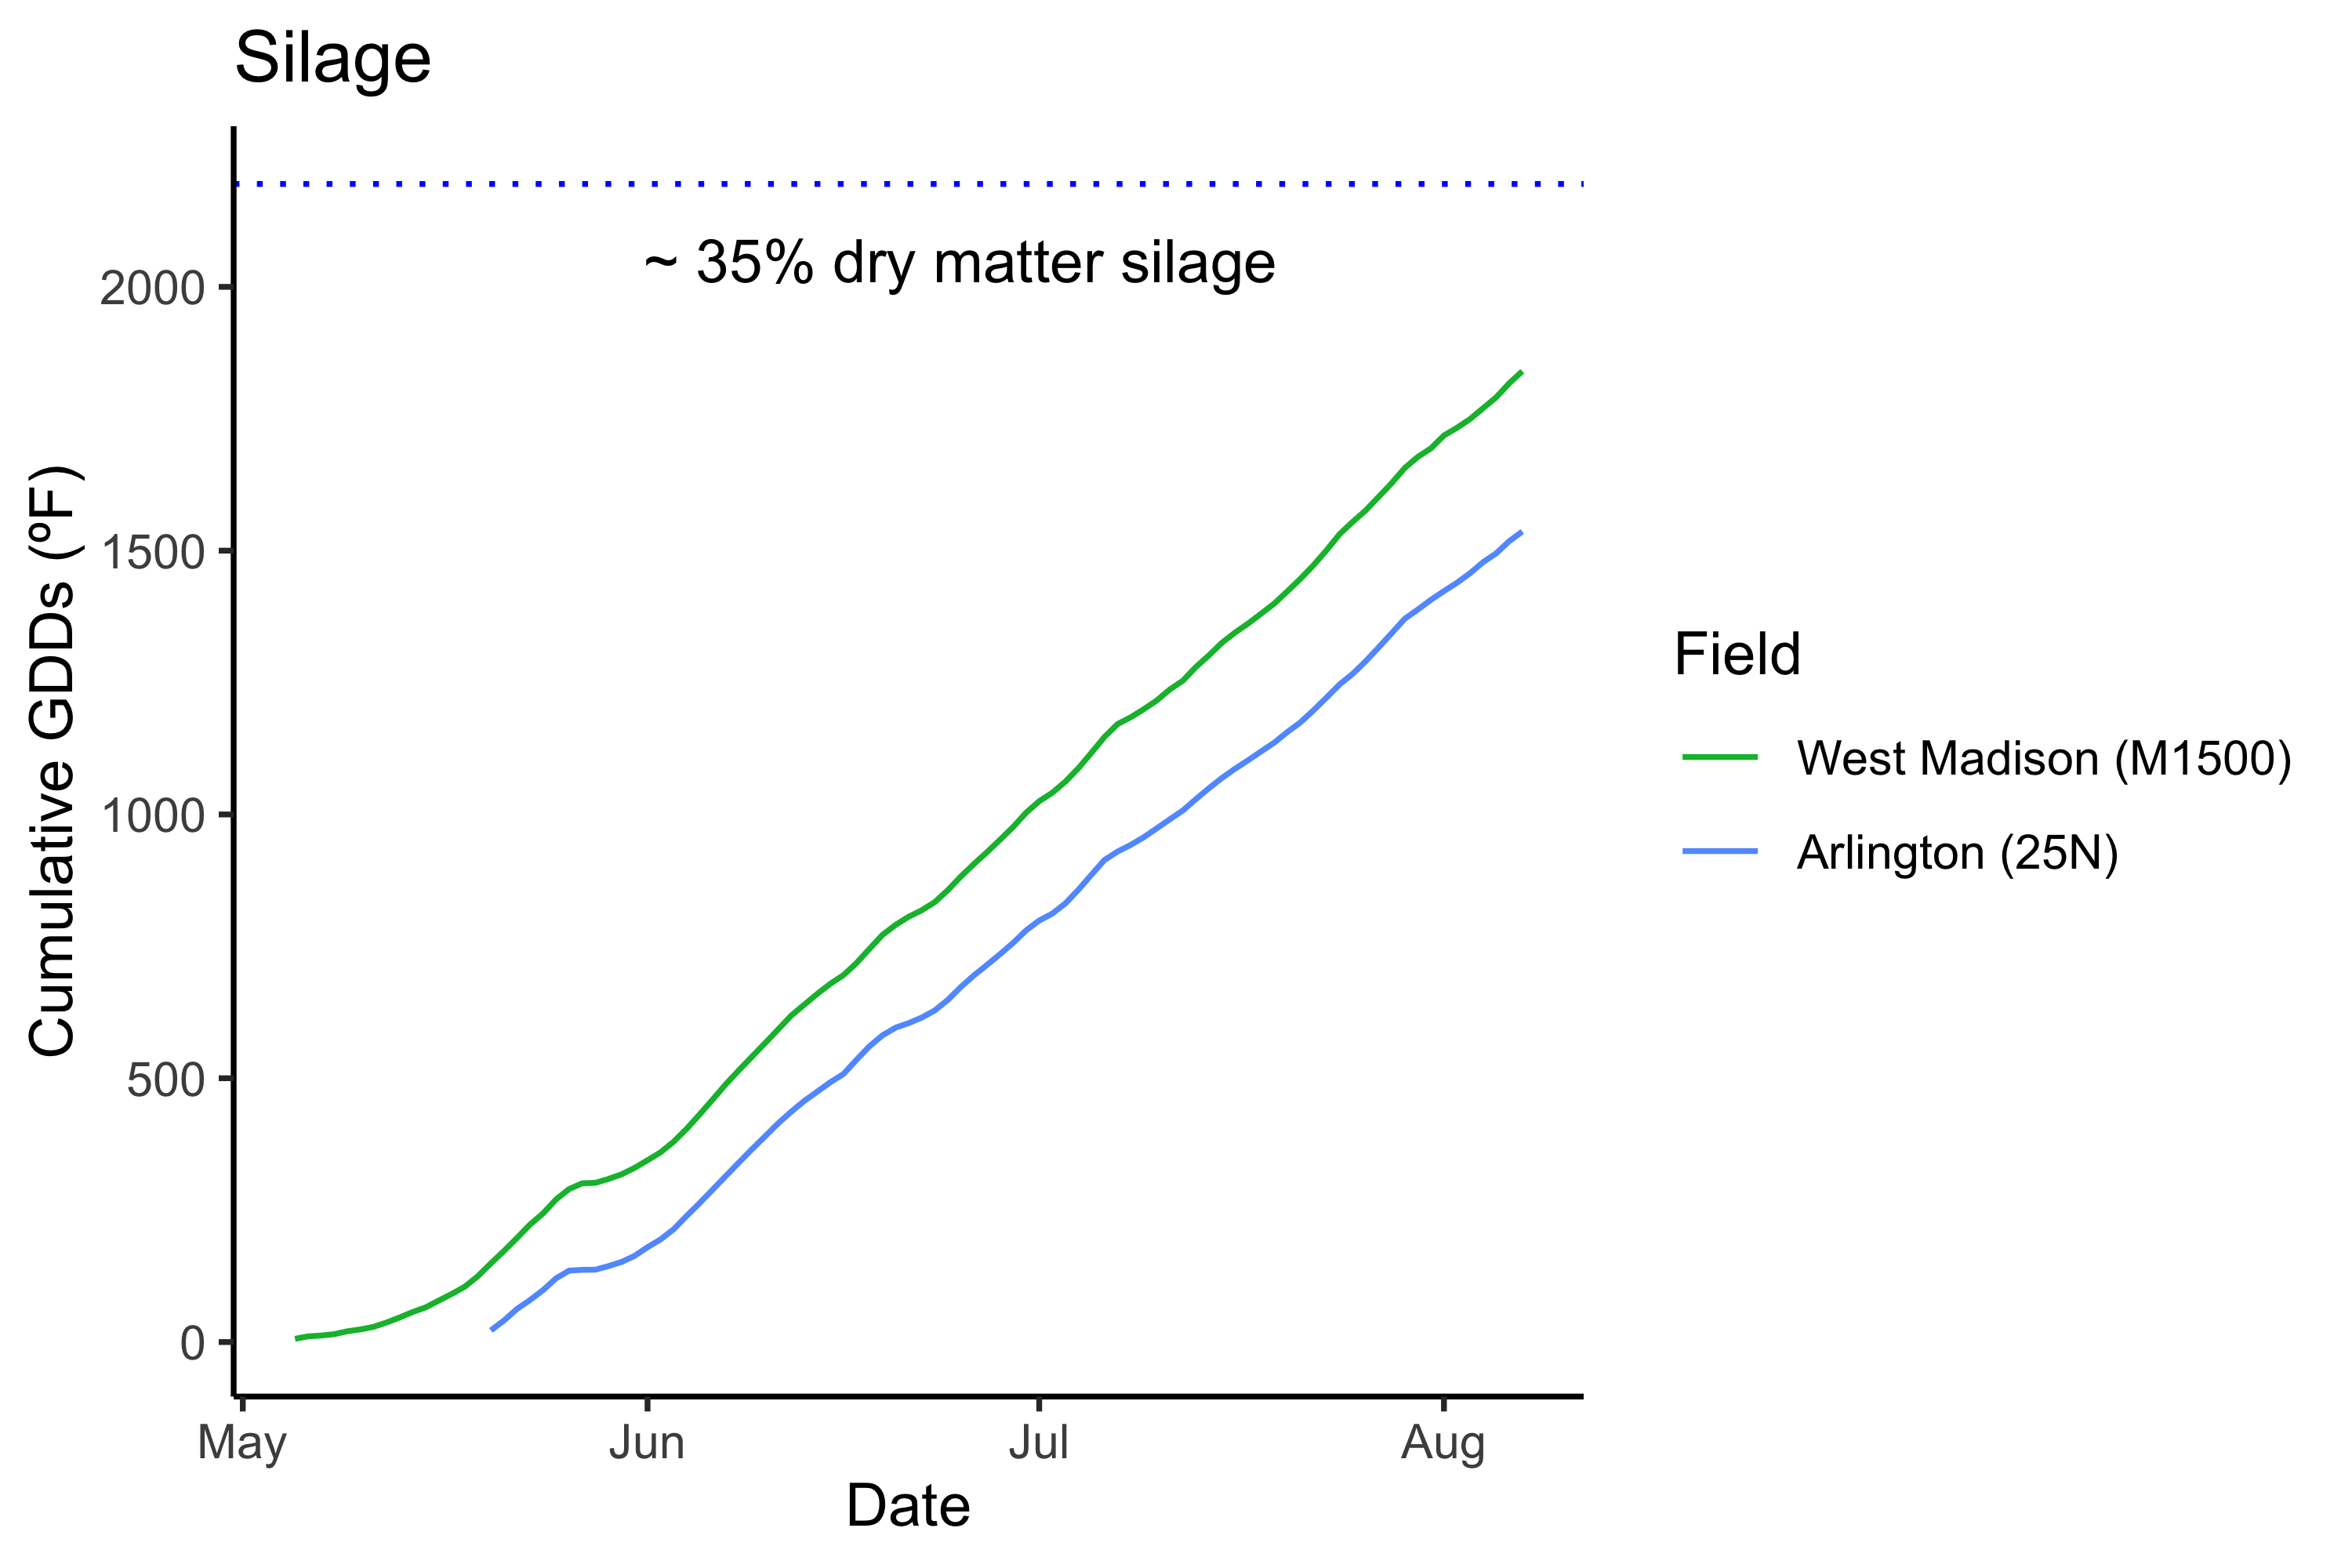 Silage
~ 35% dry matter silage
2000
1500
1000
500
0
Cumulative GDDs (ºF)
May
Jun
Jul
Aug
Date
Field
West Madison (M1500)
Arlington (25N)